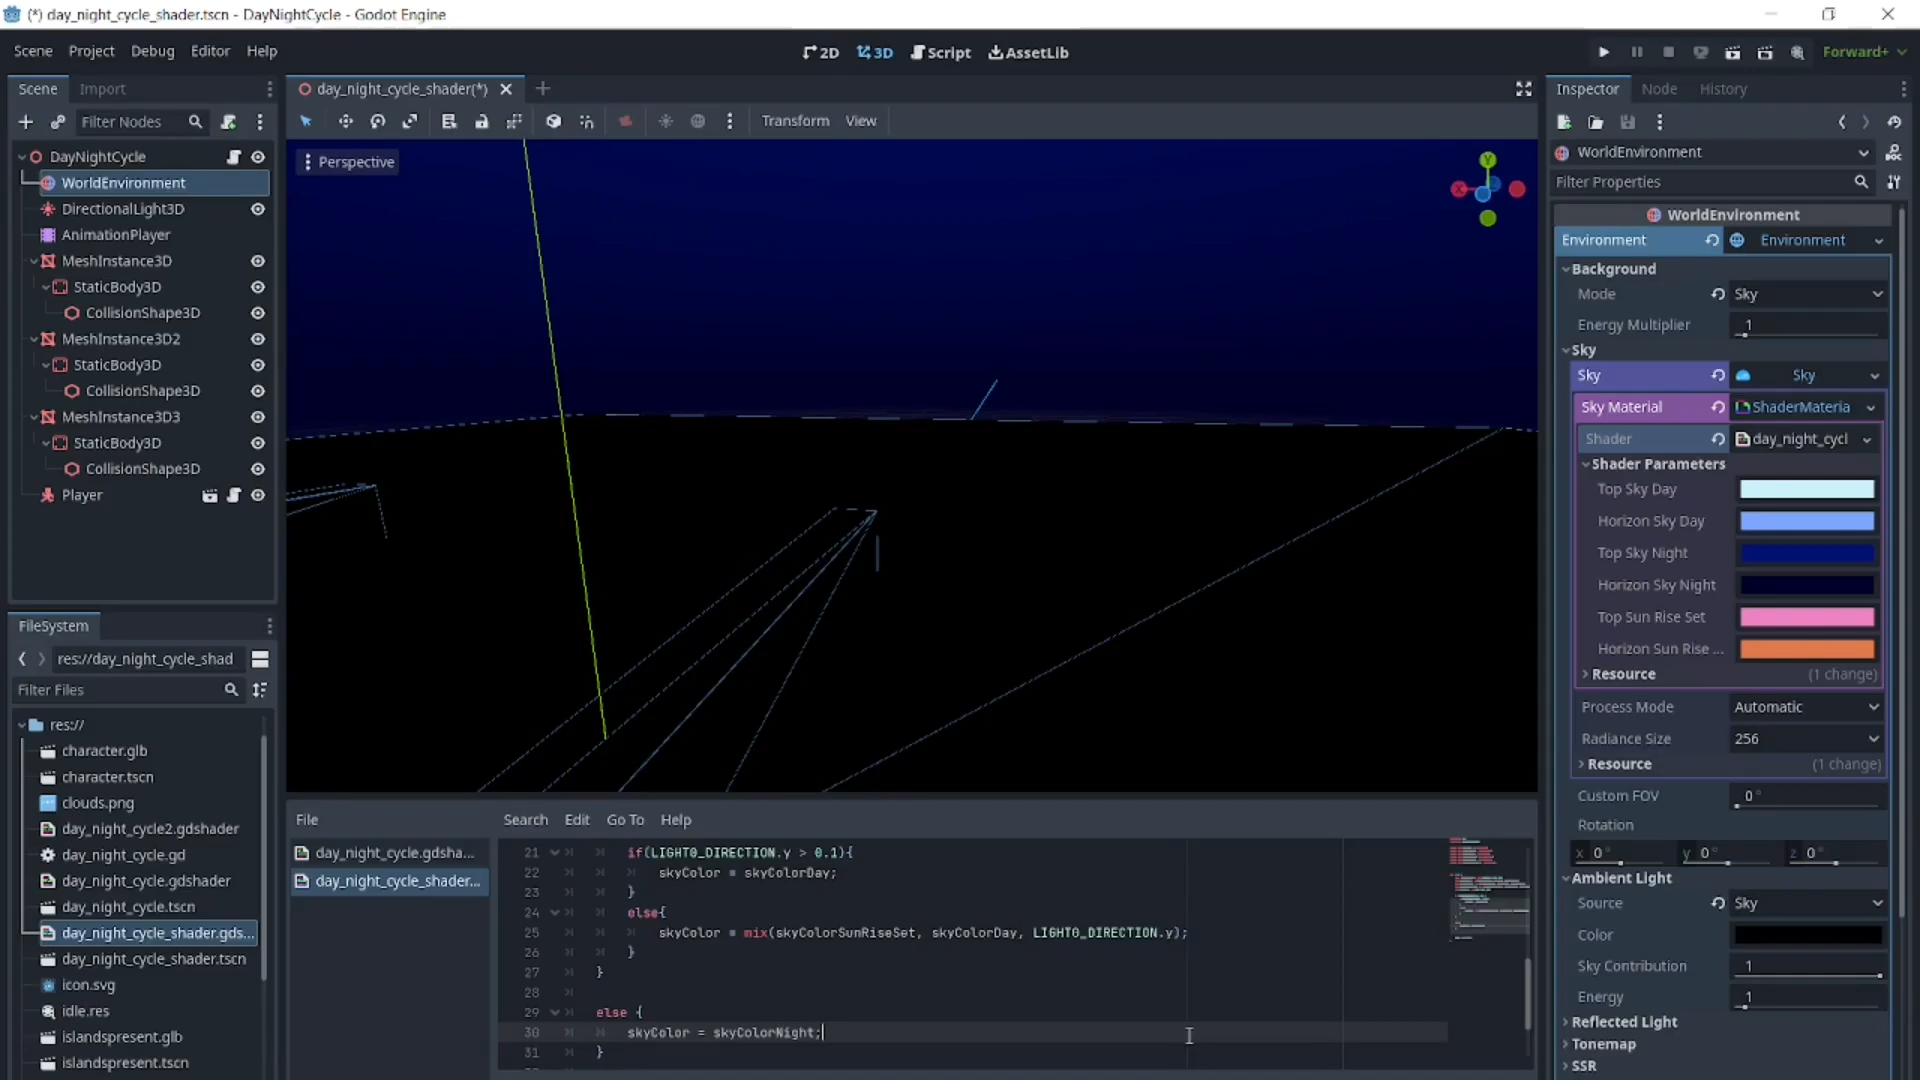 (*) day_night_cycle_shader.tscn - DayNightCycle - Godot Engine
Scene Project Debug Editor Help
2D 3D Script AssetLib
Forward+
Scene Import
Filter Nodes
DayNightCycle
WorldEnvironment
DirectionalLight3D
AnimationPlayer
MeshInstance3D
StaticBody3D
CollisionShape3D
MeshInstance3D2
StaticBody3D
CollisionShape3D
MeshInstance3D3
StaticBody3D
CollisionShape3D
Player
FileSystem
res://day_night_cycle_shad
Filter Files
res://
character.glb
character.tscn
clouds.png
day_night_cycle2.gdshader
day_night_cycle.gd
day_night_cycle.gdshader
day_night_cycle.tscn
day_night_cycle_shader.gds...
day_night_cycle_shader.tscn
icon.svg
idle.res
islandspresent.glb
islandspresent.tscn
day_night_cycle_shader(*)
Transform View
Perspective
Y
X
File
Search Edit Go To Help
day_night_cycle.gdsha...
day_night_cycle_shader...
21 if(LIGHT0_DIRECTION.y > 0.1){
22 skyColor = skyColorDay;
23 }
24 else{
25 skyColor = mix(skyColorSunRiseSet, skyColorDay, LIGHT0_DIRECTION.y);
26 }
27 }
28
29 else {
30 skyColor = skyColorNight;
31 }
Inspector Node History
WorldEnvironment
Filter Properties
WorldEnvironment
Environment Environment
Background
Mode Sky
Energy Multiplier 1
Sky
Sky Sky
Sky Material ShaderMateria
Shader day_night_cycl
Shader Parameters
Top Sky Day
Horizon Sky Day
Top Sky Night
Horizon Sky Night
Top Sun Rise Set
Horizon Sun Rise ...
Resource (1 change)
Process Mode Automatic
Radiance Size 256
Resource (1 change)
Custom FOV 0 °
Rotation
x 0 ° y 0 ° z 0 °
Ambient Light
Source Sky
Color
Sky Contribution 1
Energy 1
Reflected Light
Tonemap
SSR